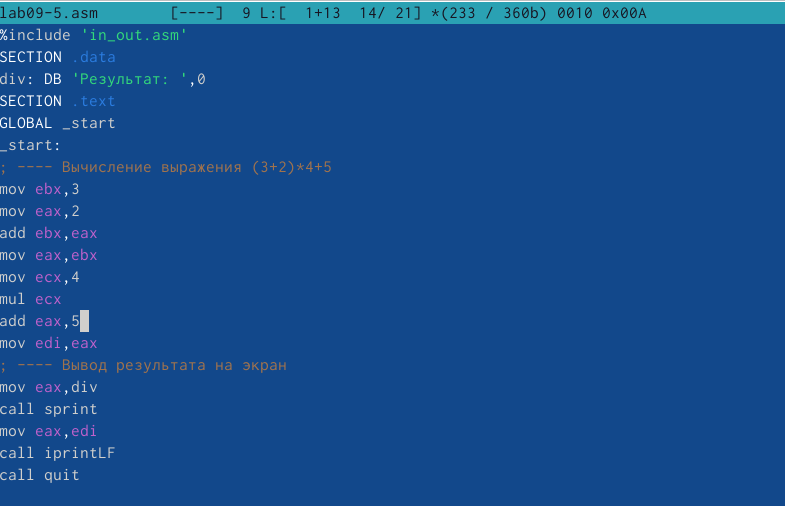 lab09-5.asm        [----]  9 L:[  1+13  14/ 21] *(233 / 360b) 0010 0x00A
%include 'in_out.asm'
SECTION .data
div: DB 'Результат: ',0
SECTION .text
GLOBAL _start
_start:
; ---- Вычисление выражения (3+2)*4+5
mov ebx,3
mov eax,2
add ebx,eax
mov eax,ebx
mov ecx,4
mul ecx
add eax,5
mov edi,eax
; ---- Вывод результата на экран
mov eax,div
call sprint
mov eax,edi
call iprintLF
call quit